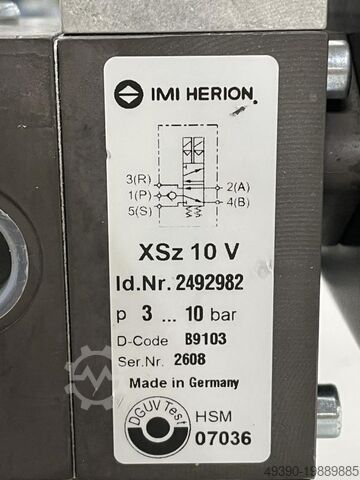 IMI HERION
3(R)
1(P)
5(S)
2(A)
4(B)
XSz 10 V
Id.Nr. 2492982
p 3 ... 10 bar
D-Code B9103
Ser.Nr. 2608
Made in Germany
DGUV Test
HSM
07036
49390-19889885